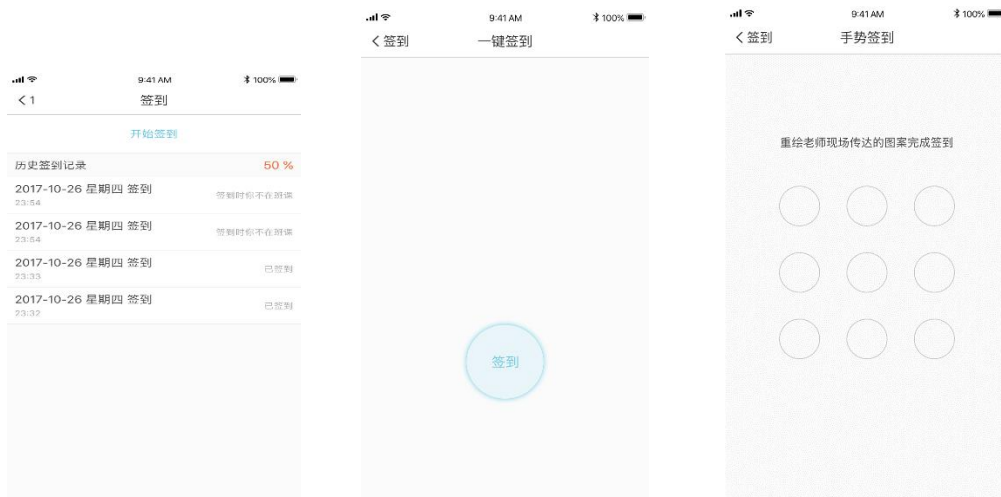 9:41 AM
100%
1
签到
开始签到
历史签到记录
50 %
2017-10-26 星期四 签到
23:54
签到时你不在班课
2017-10-26 星期四 签到
23:54
签到时你不在班课
2017-10-26 星期四 签到
23:33
已签到
2017-10-26 星期四 签到
23:32
已签到
9:41 AM
100%
签到
一键签到
签到
9:41 AM
100%
签到
手势签到
重绘老师现场传达的图案完成签到